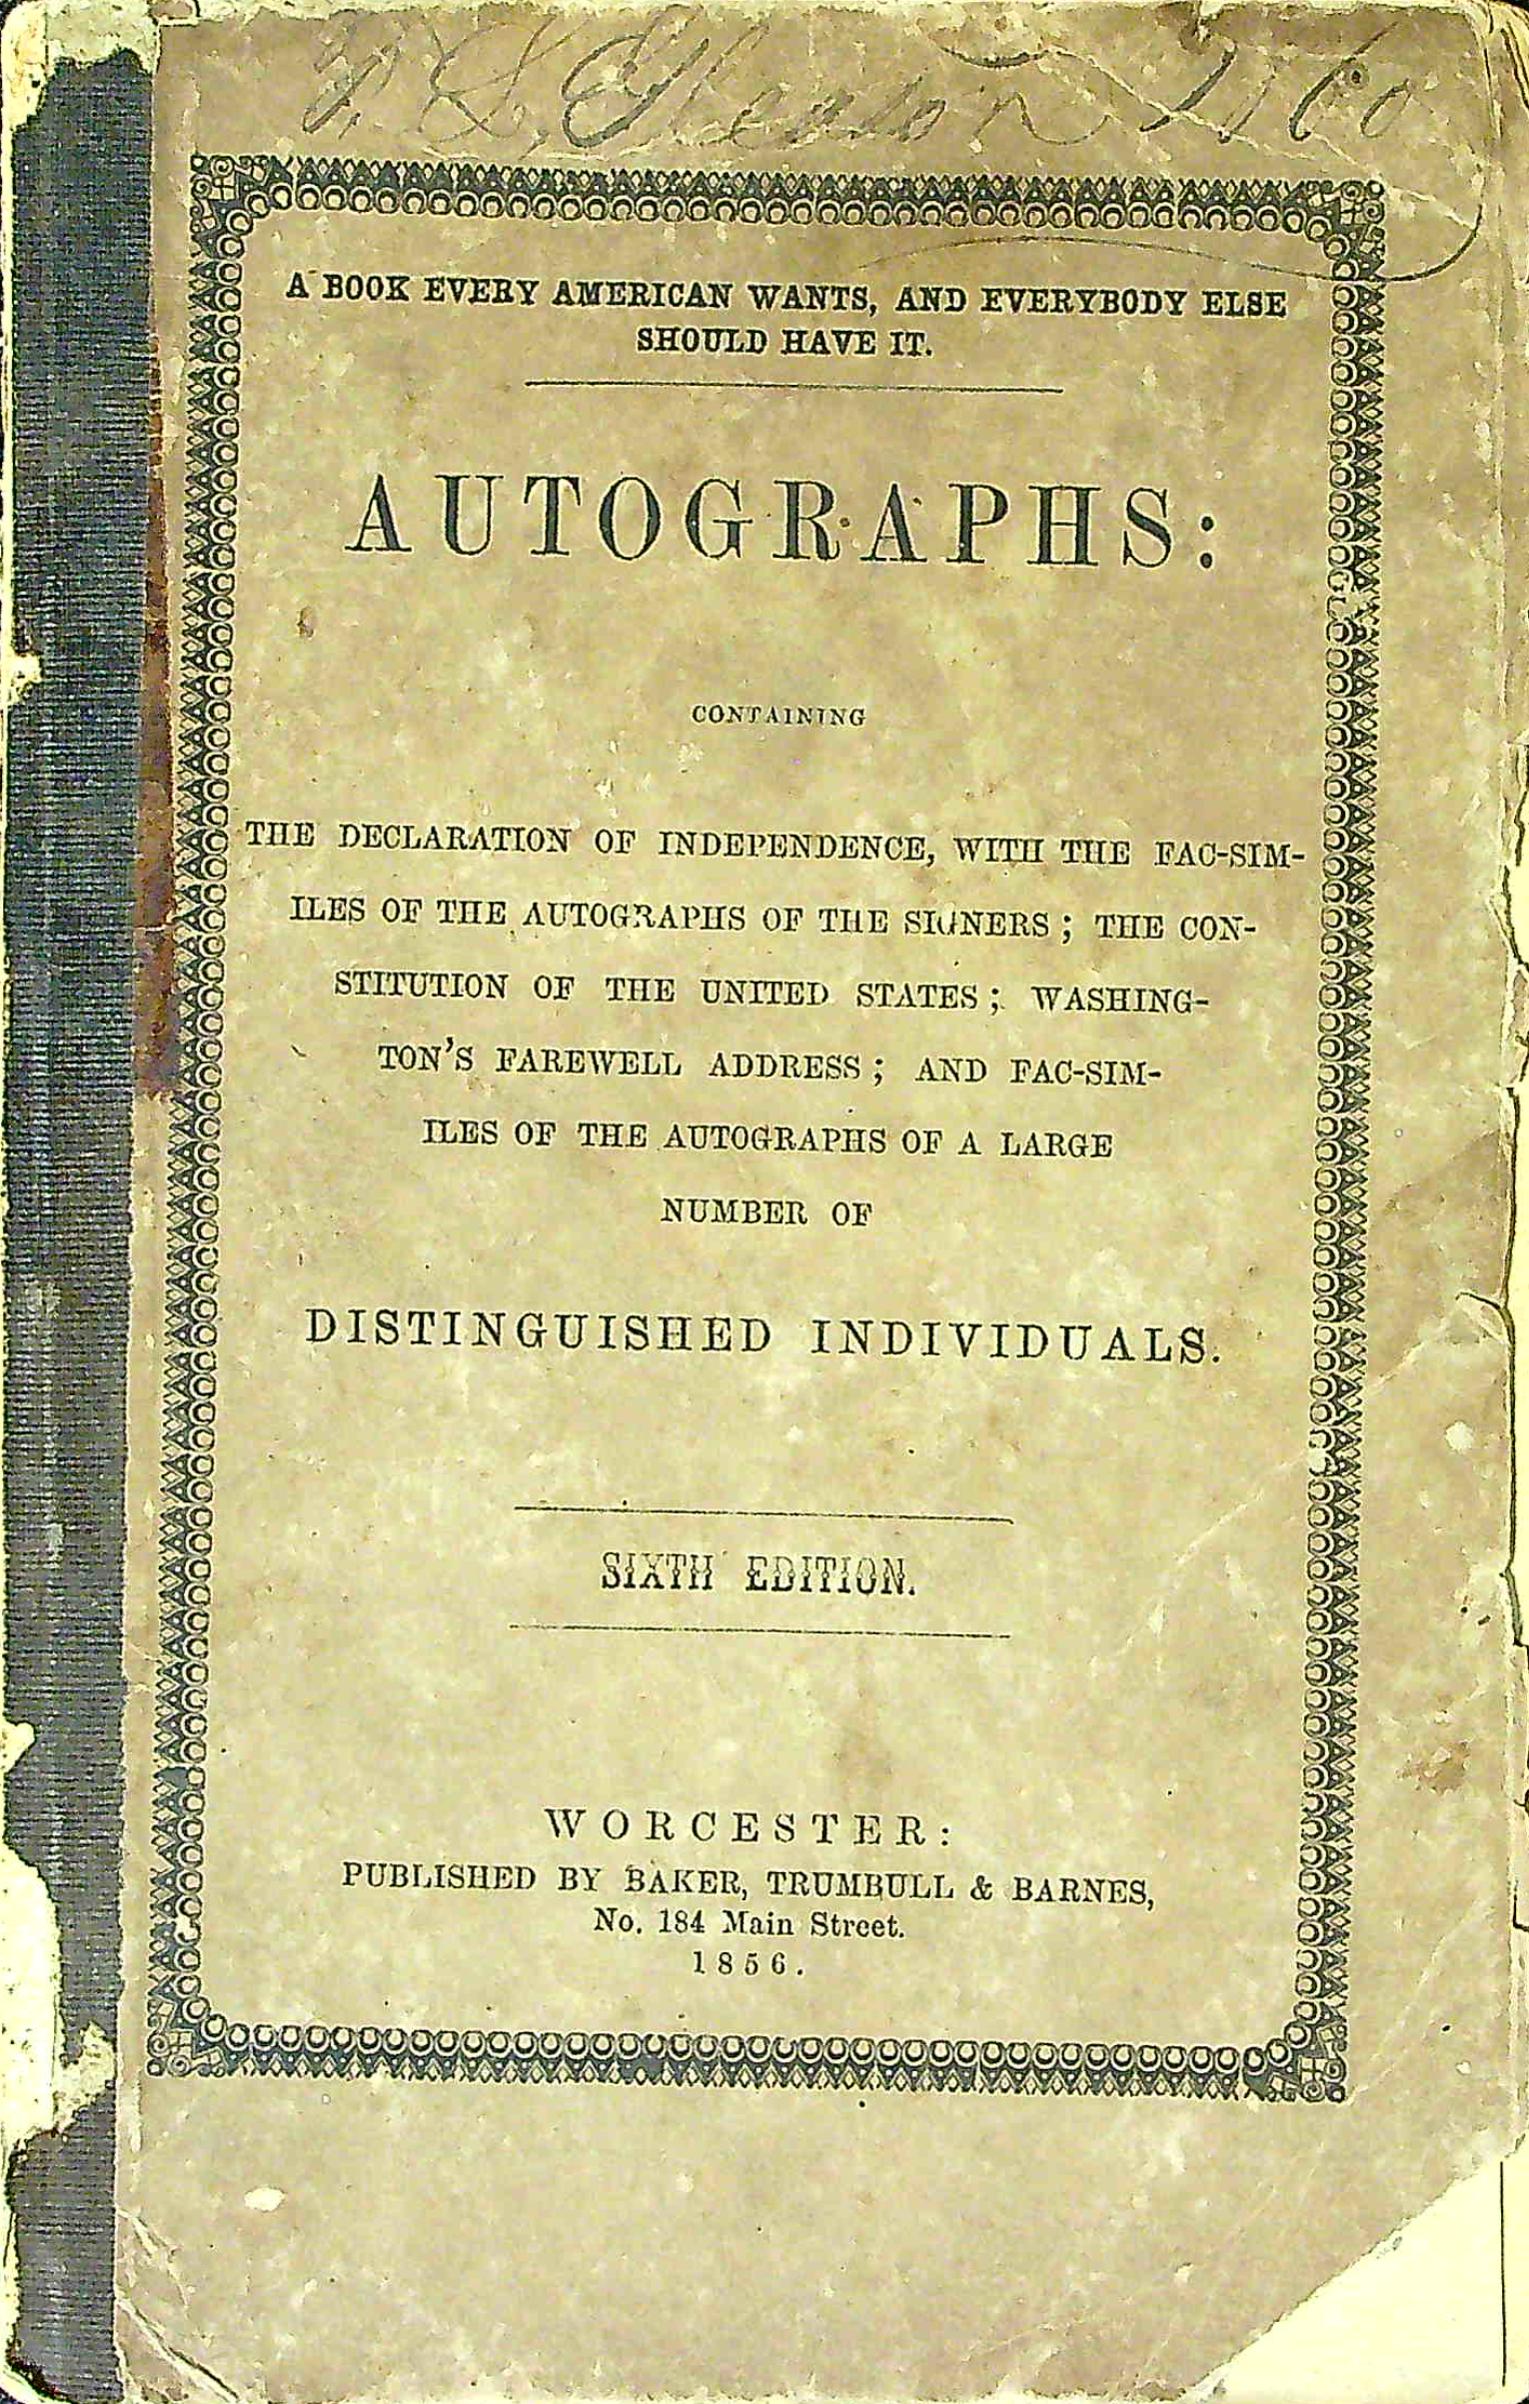 A BOOK EVERY AMERICAN WANTS, AND EVERYBODY ELSE
SHOULD HAVE IT.
AUTOGRAPHS:
CONTAINING
THE DECLARATION OF INDEPENDENCE, WITH THE FAC-SIM-
ILES OF THE AUTOGRAPHS OF THE SIGNERS; THE CON-
STITUTION OF THE UNITED STATES; WASHING-
TON'S FAREWELL ADDRESS; AND FAC-SIM-
ILES OF THE AUTOGRAPHS OF A LARGE
NUMBER OF
DISTINGUISHED INDIVIDUALS.
SIXTH EDITION.
WORCESTER:
PUBLISHED BY BAKER, TRUMBULL & BARNES,
No. 184 Main Street.
1856.